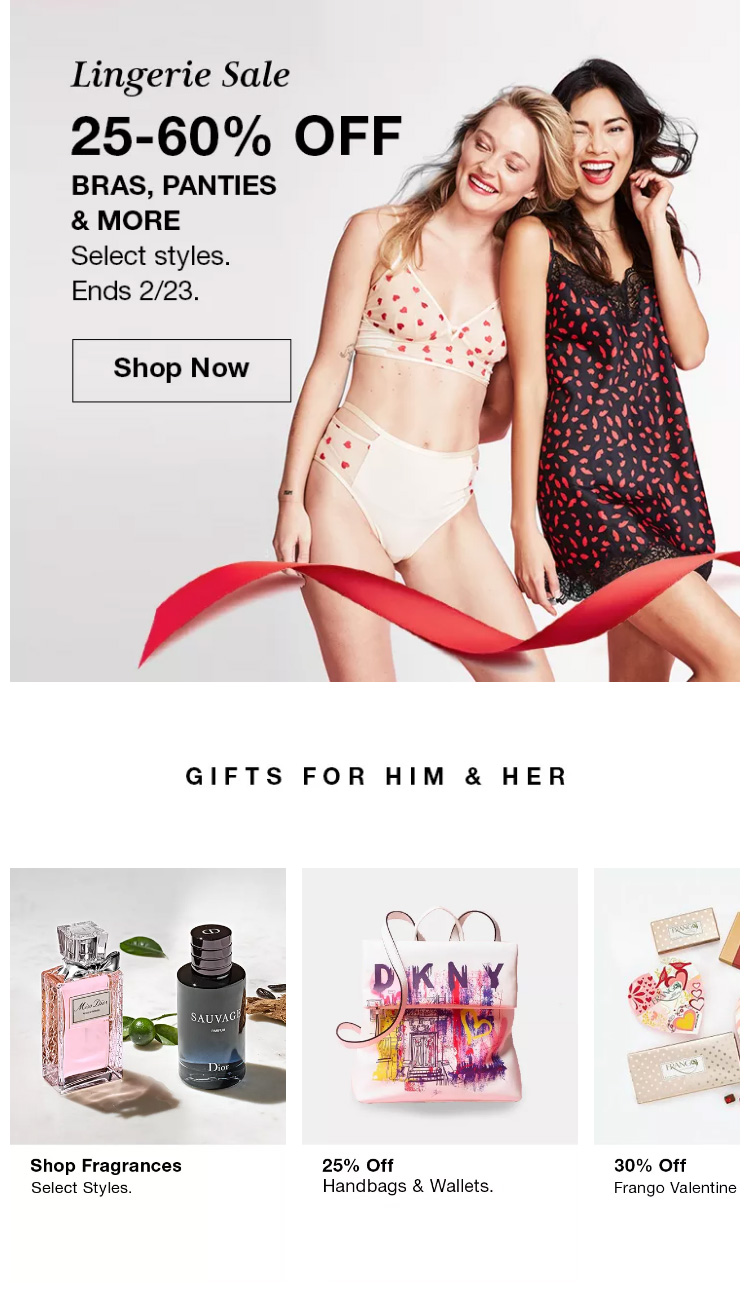 Lingerie Sale
25-60% OFF
BRAS, PANTIES
& MORE
Select styles.
Ends 2/23.
Shop Now
GIFTS FOR HIM & HER
Miss Dior
SAUVAGE
PARFUM
Dior
DKNY
FRANGO
FRANGO
Shop Fragrances
Select Styles.
25% Off
Handbags & Wallets.
30% Off
Frango Valentine